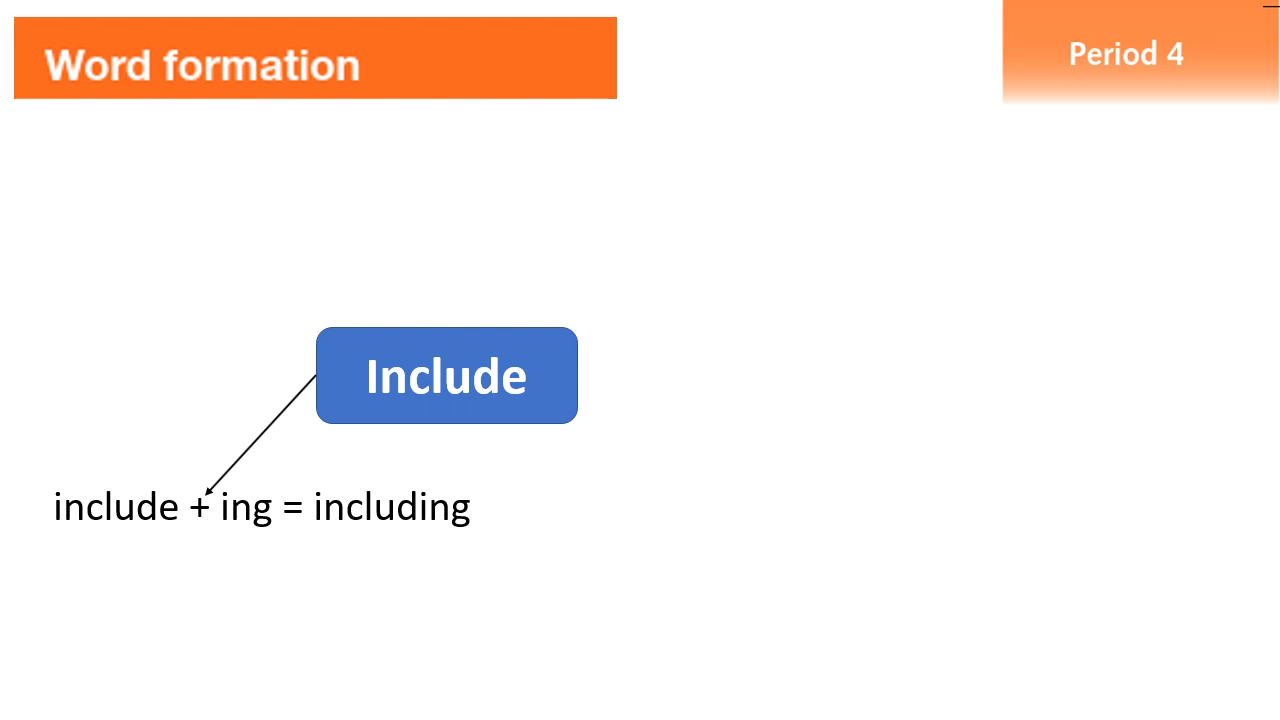 Word formation
Period 4
Include
include + ing = including